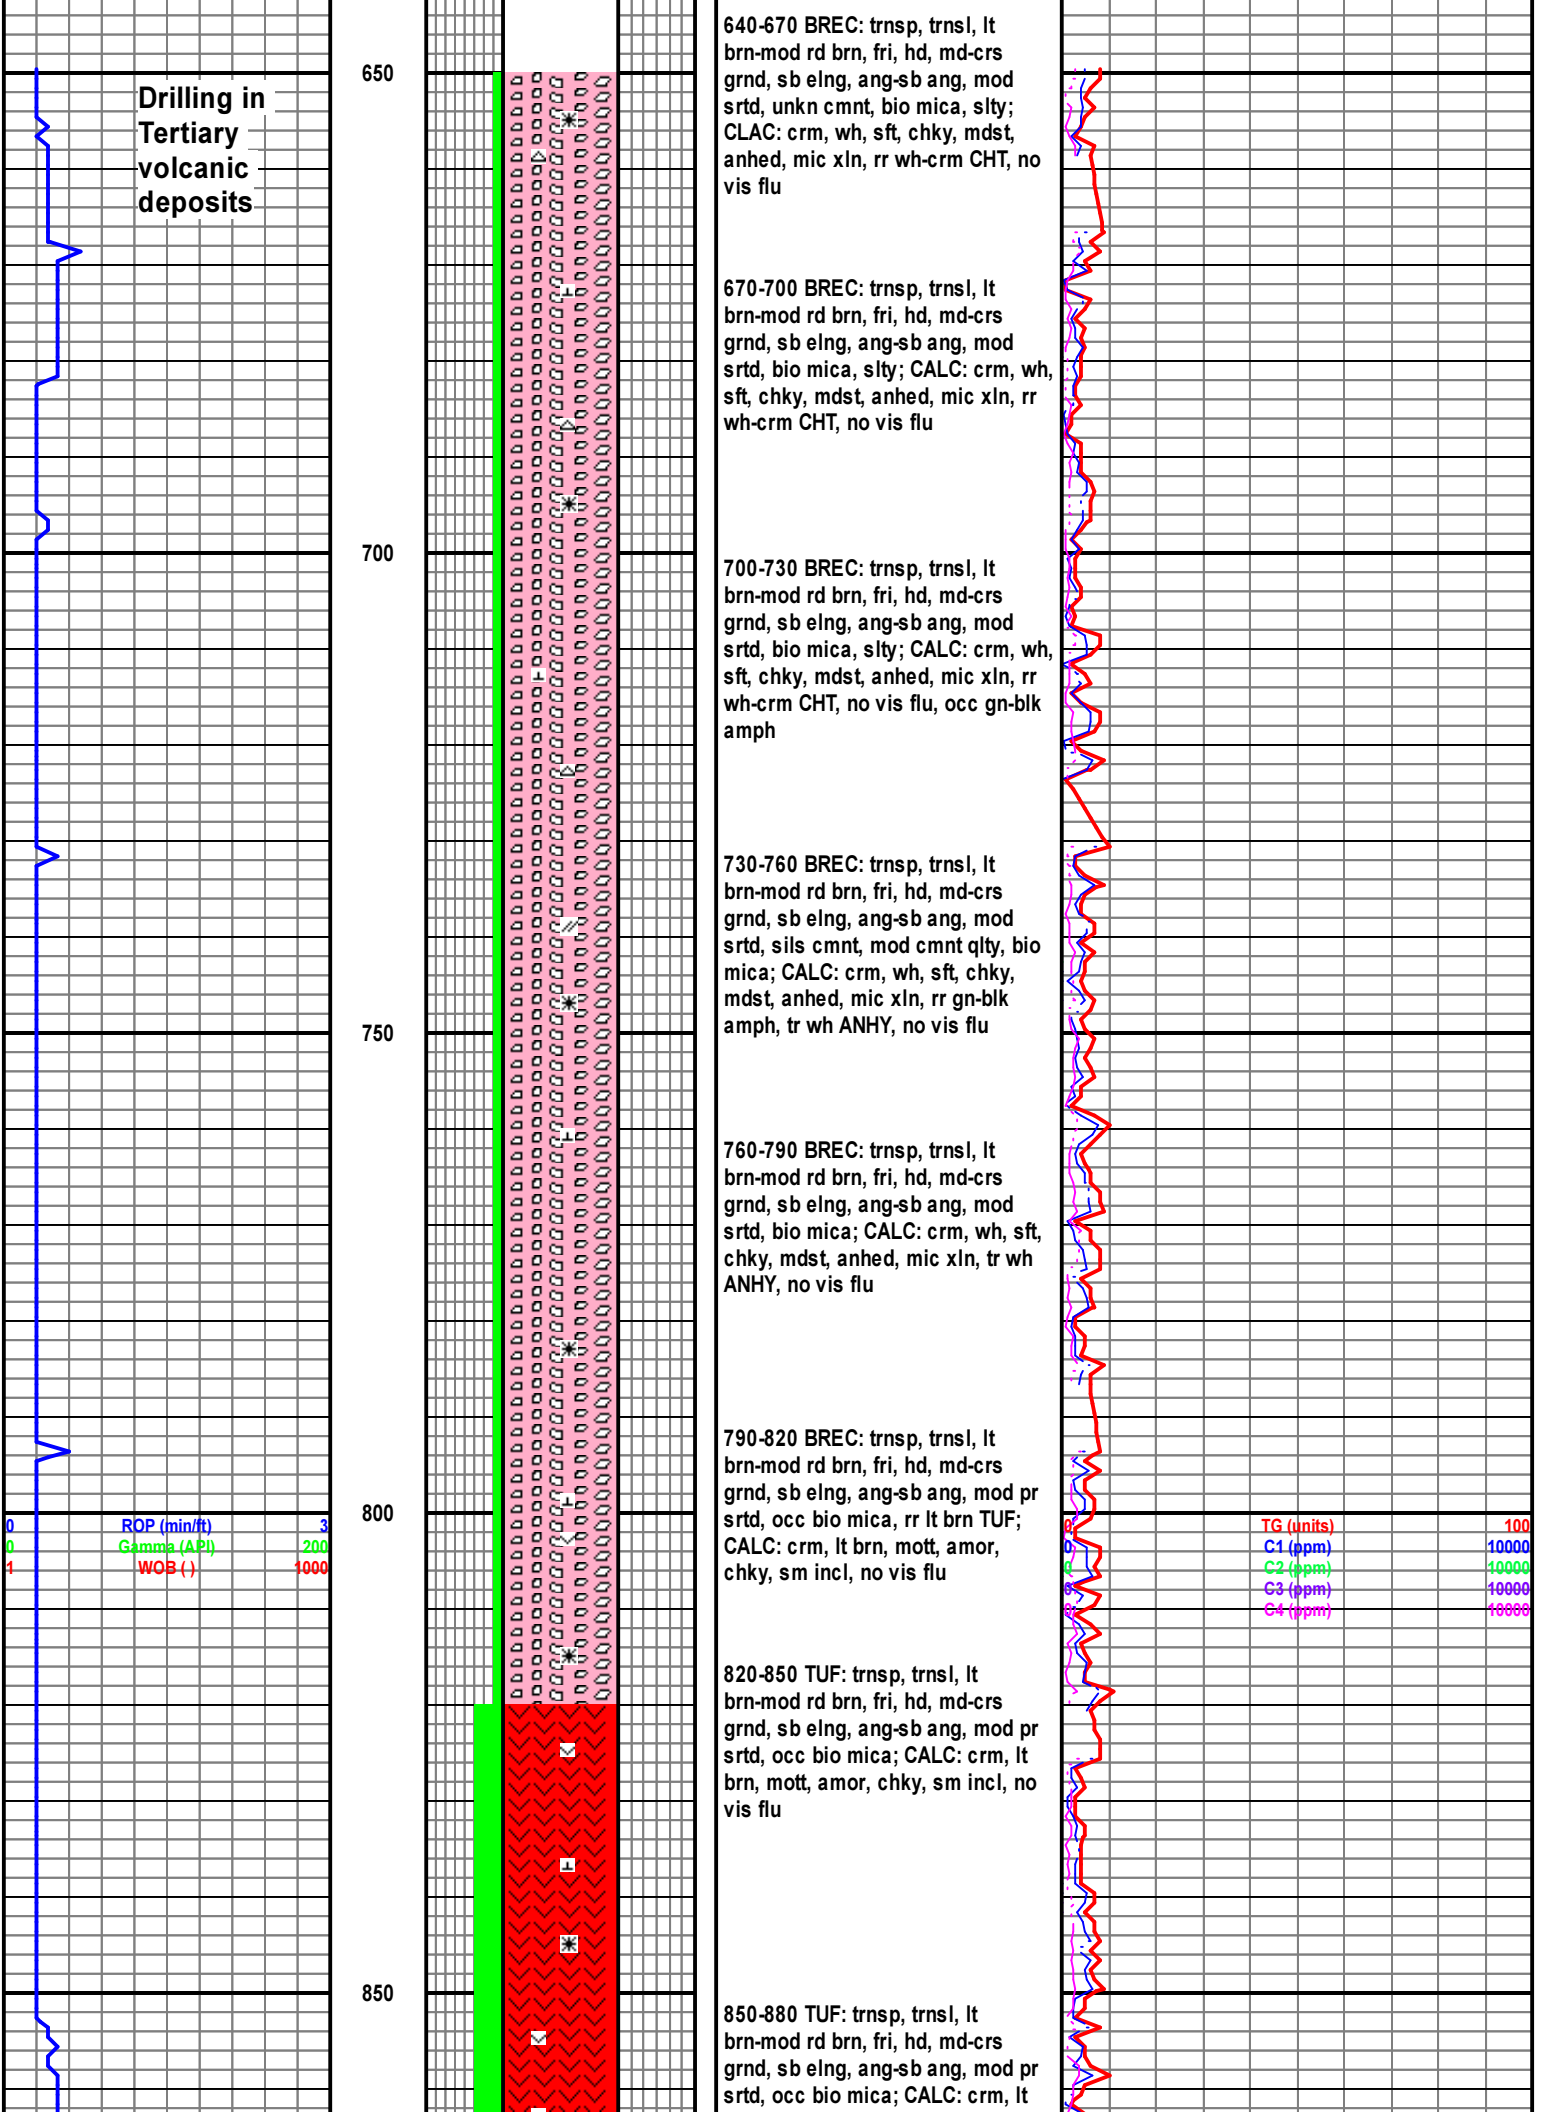 Drilling in
Tertiary
volcanic
deposits
650
700
750
800
850
0 ROP (min/ft) 3
0 Gamma (API) 200
1 WOB ( ) 1000
640-670 BREC: trnsp, trnsl, lt
brn-mod rd brn, fri, hd, md-crs
grnd, sb elng, ang-sb ang, mod
srtd, unkn cmnt, bio mica, slty;
CLAC: crm, wh, sft, chky, mdst,
anhed, mic xln, rr wh-crm CHT, no
vis flu
670-700 BREC: trnsp, trnsl, lt
brn-mod rd brn, fri, hd, md-crs
grnd, sb elng, ang-sb ang, mod
srtd, bio mica, slty; CALC: crm, wh,
sft, chky, mdst, anhed, mic xln, rr
wh-crm CHT, no vis flu
700-730 BREC: trnsp, trnsl, lt
brn-mod rd brn, fri, hd, md-crs
grnd, sb elng, ang-sb ang, mod
srtd, bio mica, slty; CALC: crm, wh,
sft, chky, mdst, anhed, mic xln, rr
wh-crm CHT, no vis flu, occ gn-blk
amph
730-760 BREC: trnsp, trnsl, lt
brn-mod rd brn, fri, hd, md-crs
grnd, sb elng, ang-sb ang, mod
srtd, sils cmnt, mod cmnt qlty, bio
mica; CALC: crm, wh, sft, chky,
mdst, anhed, mic xln, rr gn-blk
amph, tr wh ANHY, no vis flu
760-790 BREC: trnsp, trnsl, lt
brn-mod rd brn, fri, hd, md-crs
grnd, sb elng, ang-sb ang, mod
srtd, bio mica; CALC: crm, wh, sft,
chky, mdst, anhed, mic xln, tr wh
ANHY, no vis flu
790-820 BREC: trnsp, trnsl, lt
brn-mod rd brn, fri, hd, md-crs
grnd, sb elng, ang-sb ang, mod pr
srtd, occ bio mica, rr lt brn TUF;
CALC: crm, lt brn, mott, amor,
chky, sm incl, no vis flu
820-850 TUF: trnsp, trnsl, lt
brn-mod rd brn, fri, hd, md-crs
grnd, sb elng, ang-sb ang, mod pr
srtd, occ bio mica; CALC: crm, lt
brn, mott, amor, chky, sm incl, no
vis flu
850-880 TUF: trnsp, trnsl, lt
brn-mod rd brn, fri, hd, md-crs
grnd, sb elng, ang-sb ang, mod pr
srtd, occ bio mica; CALC: crm, lt
0 TG (units) 100
0 C1 (ppm) 10000
0 C2 (ppm) 10000
0 C3 (ppm) 10000
0 C4 (ppm) 10000